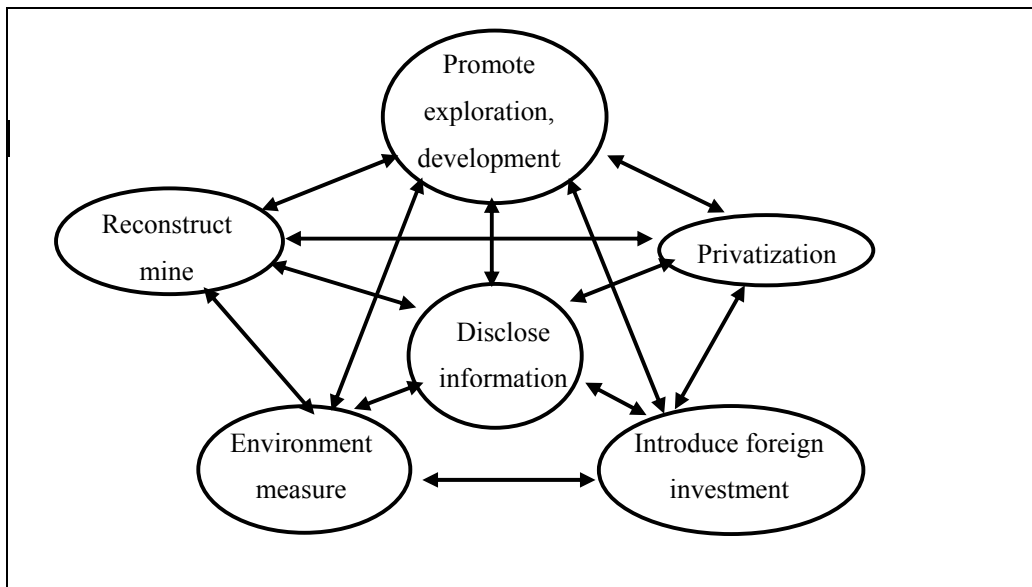 Promote
exploration,
development
Reconstruct
mine
Privatization
Disclose
information
Environment
measure
Introduce foreign
investment